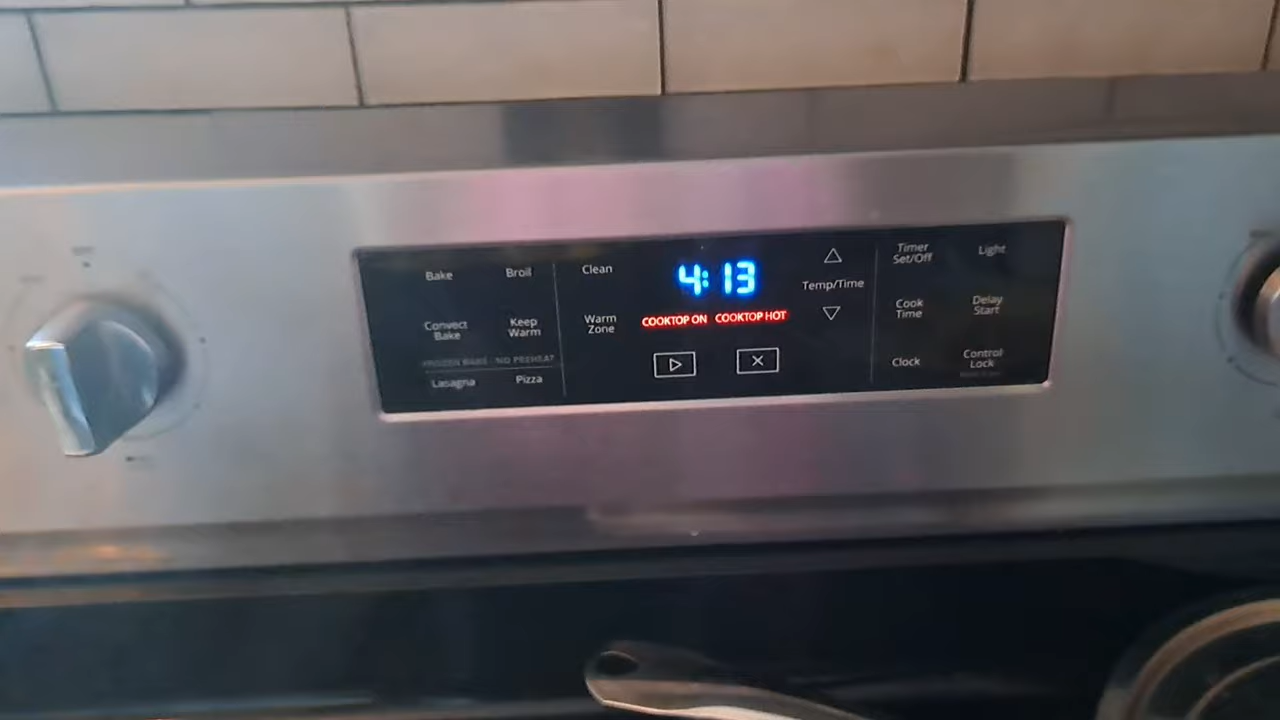 Bake
Broil
Convect
Bake
Keep
Warm
FROZEN BAKE - NO PREHEAT
Lasagna
Pizza
Clean
Warm
Zone
4:13
COOKTOP ON COOKTOP HOT
Temp/Time
Timer
Set/Off
Light
Cook
Time
Delay
Start
Clock
Control
Lock